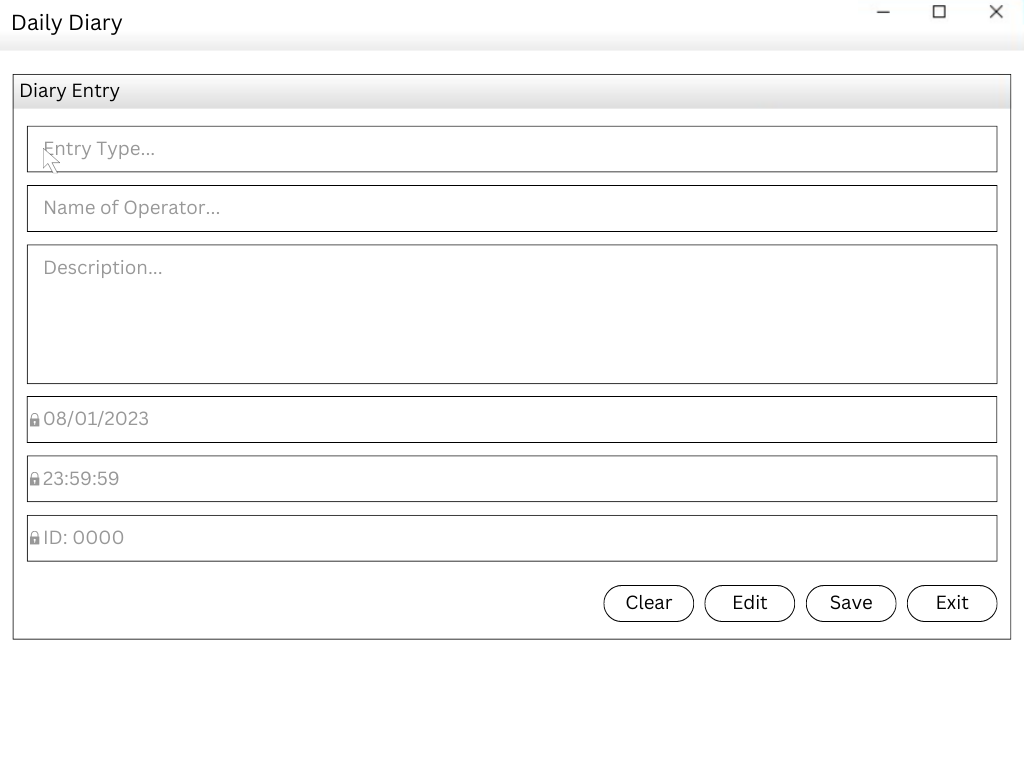 Daily Diary
Diary Entry
Entry Type...
Name of Operator...
Description...
08/01/2023
23:59:59
ID: 0000
Clear Edit Save Exit